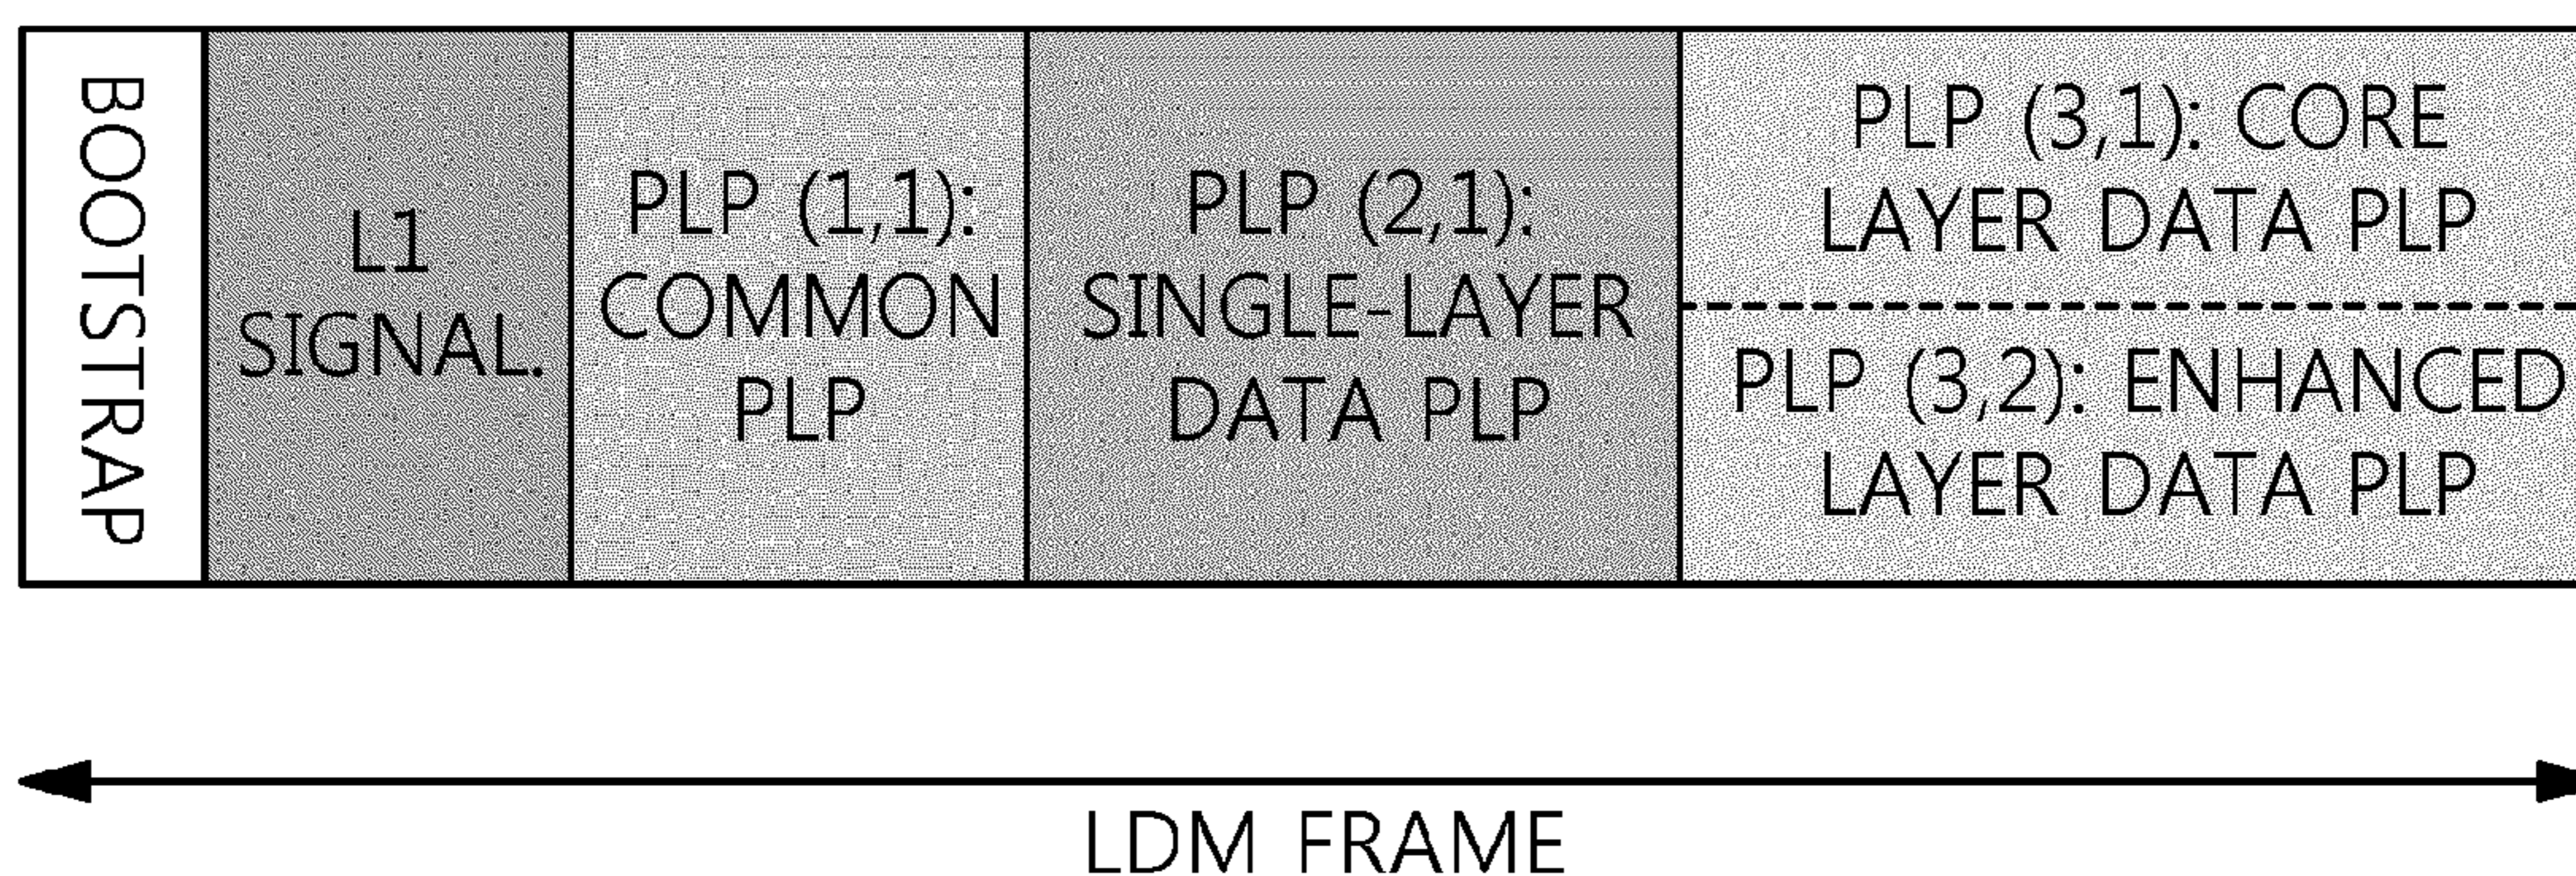 BOOTSTRAP
L1
SIGNAL.
PLP (1,1):
COMMON
PLP
PLP (2,1):
SINGLE-LAYER
DATA PLP
PLP (3,1): CORE
LAYER DATA PLP
PLP (3,2): ENHANCED
LAYER DATA PLP
LDM FRAME